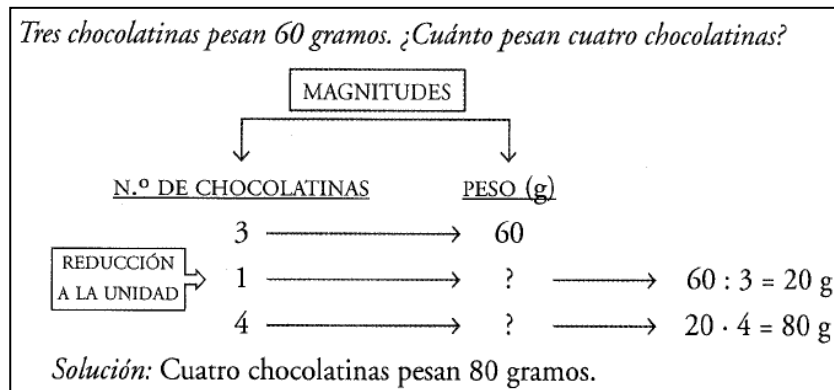 Tres chocolatinas pesan 60 gramos. ¿Cuánto pesan cuatro chocolatinas?
MAGNITUDES
N.º DE CHOCOLATINAS PESO (g)
3 → 60
REDUCCIÓN
A LA UNIDAD
1 → ? → 60 : 3 = 20 g
4 → ? → 20 · 4 = 80 g
Solución: Cuatro chocolatinas pesan 80 gramos.